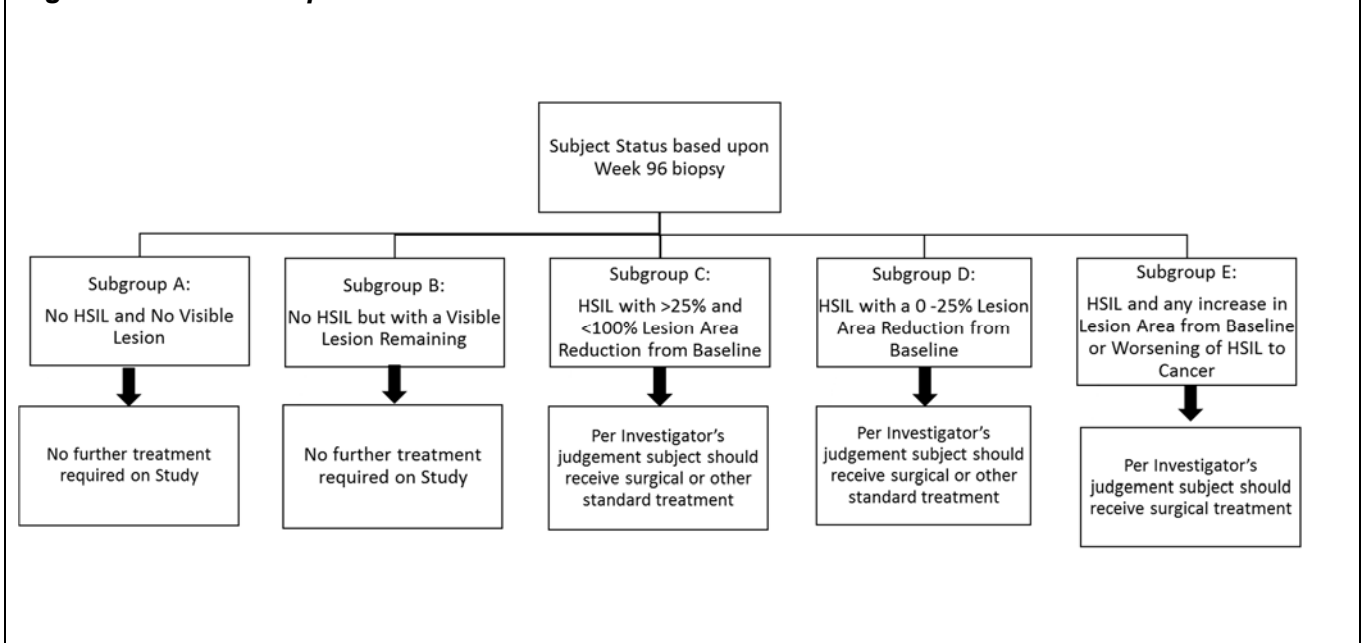 Subject Status based upon
Week 96 biopsy
Subgroup A:
No HSIL and No Visible
Lesion
Subgroup B:
No HSIL but with a Visible
Lesion Remaining
Subgroup C:
HSIL with >25% and
<100% Lesion Area
Reduction from Baseline
Subgroup D:
HSIL with a 0 -25% Lesion
Area Reduction from
Baseline
Subgroup E:
HSIL and any increase in
Lesion Area from Baseline
or Worsening of HSIL to
Cancer
No further treatment
required on Study
No further treatment
required on Study
Per Investigator's
judgement subject should
receive surgical or other
standard treatment
Per Investigator's
judgement subject should
receive surgical or other
standard treatment
Per Investigator's
judgement subject should
receive surgical treatment